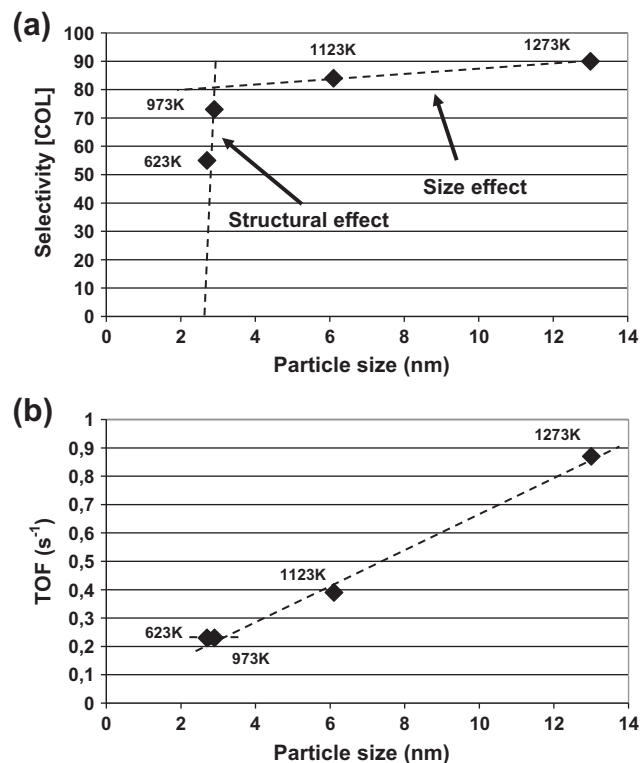 (a)
Selectivity [COL]
100
90
80
70
60
50
40
30
20
10
0
1123K
1273K
973K
623K
Size effect
Structural effect
0 2 4 6 8 10 12 14
Particle size (nm)
(b)
TOF (s⁻¹)
1
0,9
0,8
0,7
0,6
0,5
0,4
0,3
0,2
0,1
0
1273K
1123K
623K
973K
0 2 4 6 8 10 12 14
Particle size (nm)